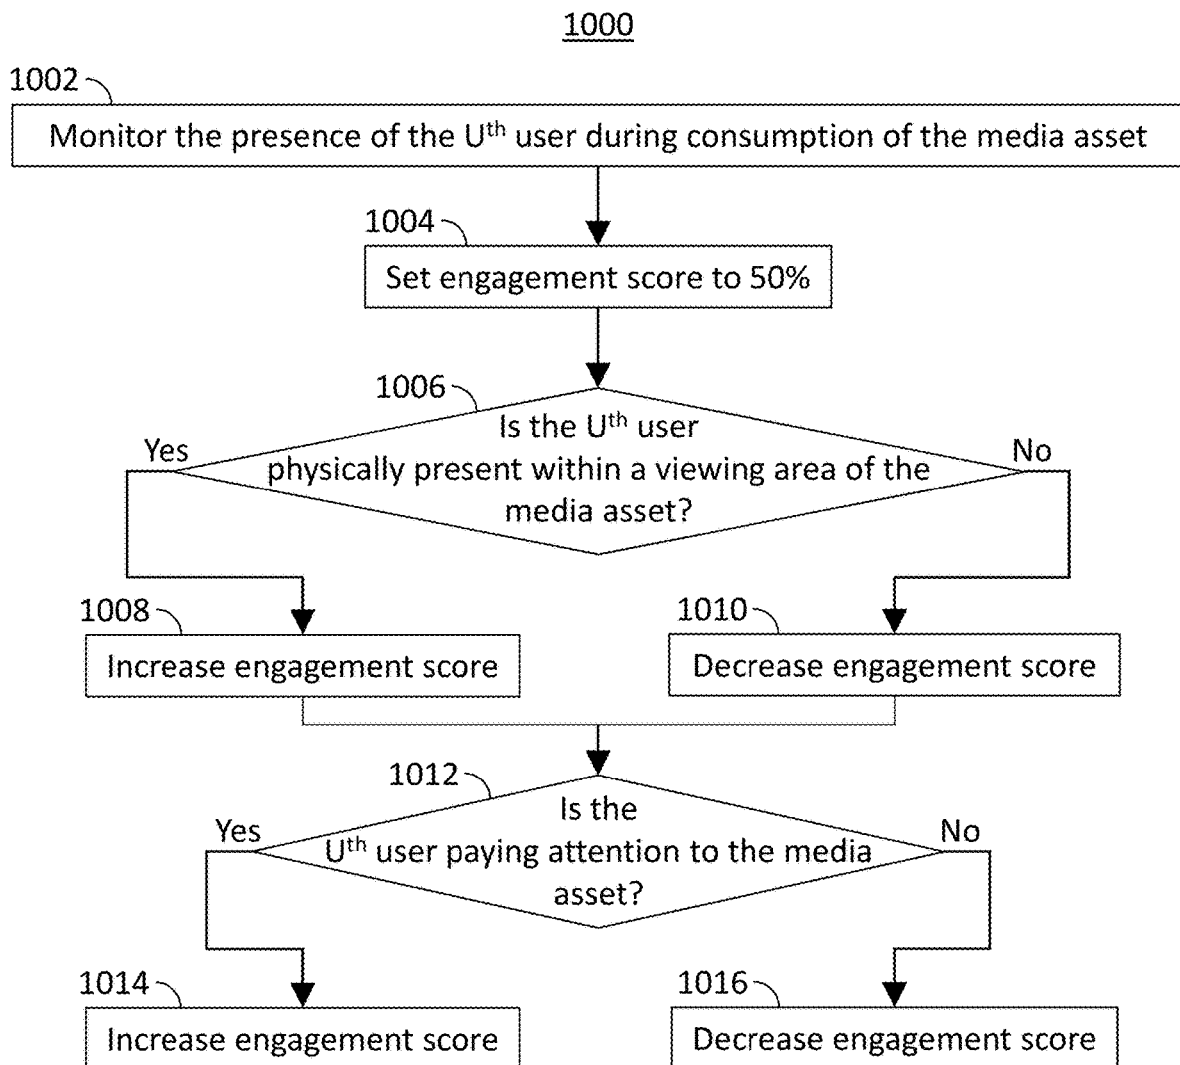 1000
1002
Monitor the presence of the Uth user during consumption of the media asset
1004
Set engagement score to 50%
1006
Is the Uth user
physically present within a viewing area of the
media asset?
Yes
No
1008
Increase engagement score
1010
Decrease engagement score
1012
Is the
Uth user paying attention to the media
asset?
Yes
No
1014
Increase engagement score
1016
Decrease engagement score